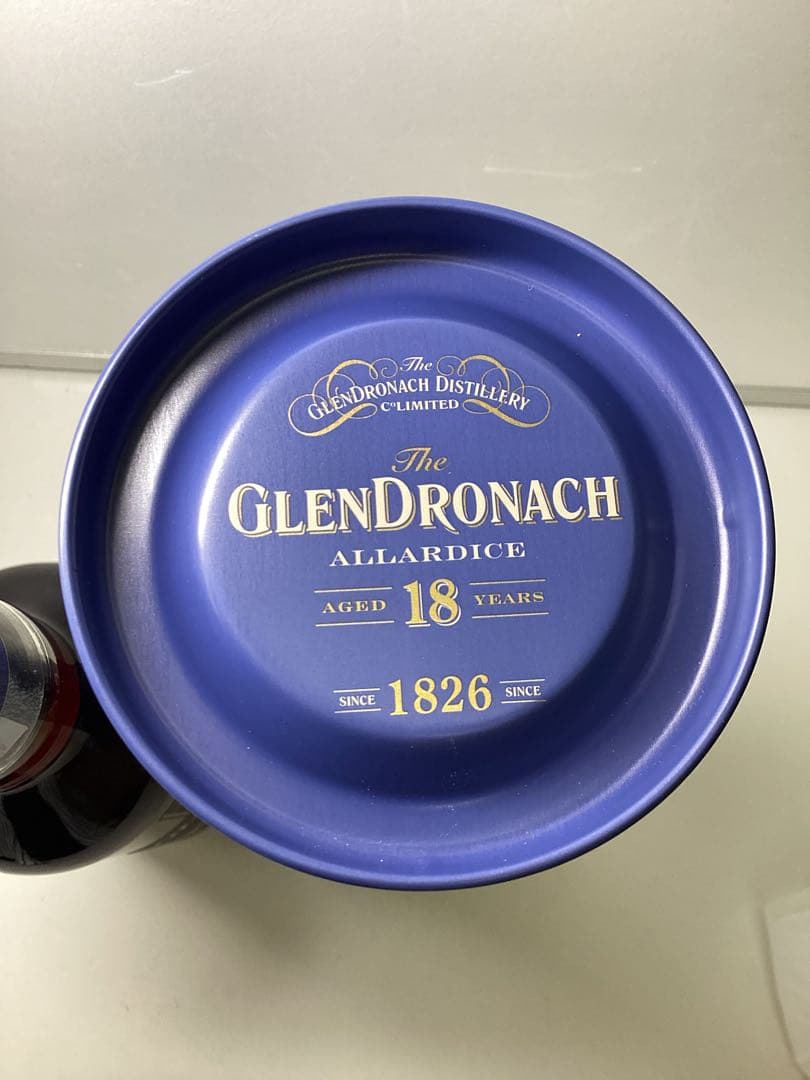 The
GLENDRONACH DISTILLERY
Cº LIMITED
The
GLENDRONACH
ALLARDICE
AGED 18 YEARS
SINCE 1826 SINCE